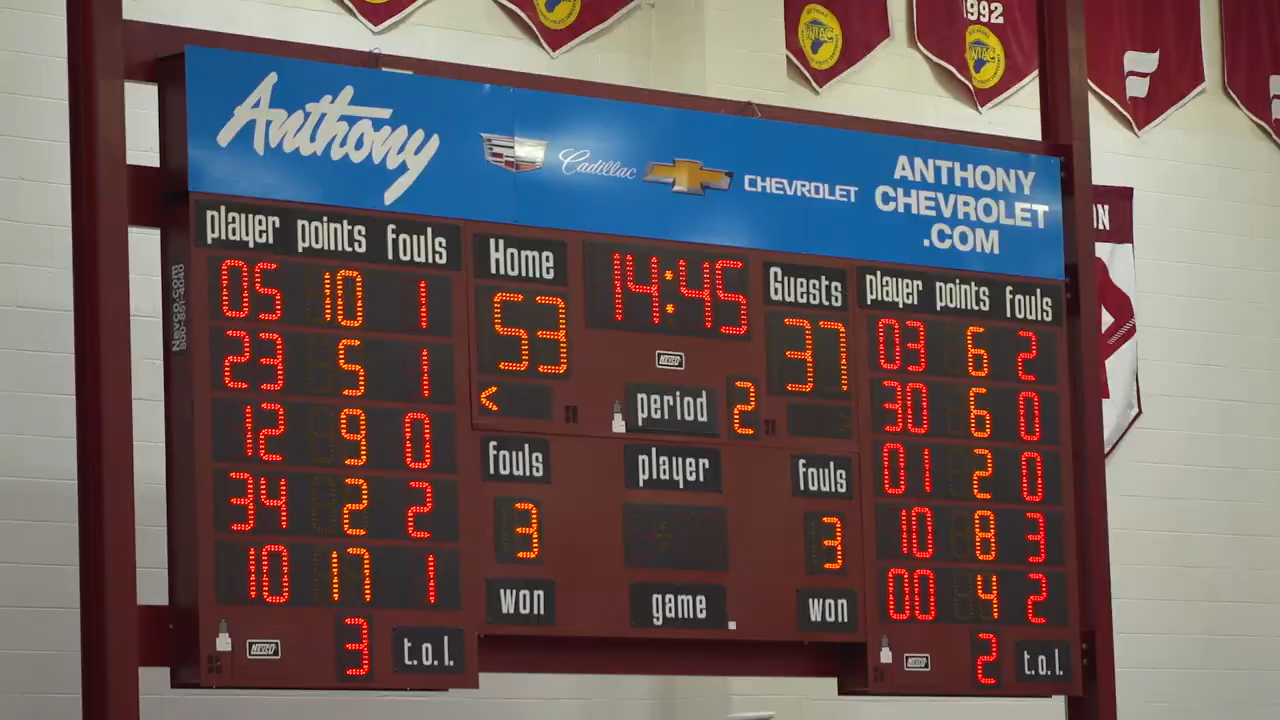 1992
Anthony
Cadillac
CHEVROLET
ANTHONY
CHEVROLET
.COM
player points fouls
05 10 1
23 5 1
12 9 0
34 2 2
10 17 1
3 t.o.l.
Home
53
<
14:45
Guests
37
period 2
fouls
3
won
player
game
fouls
3
won
player points fouls
03 6 2
30 6 0
01 2 0
10 8 3
00 4 2
2 t.o.l.